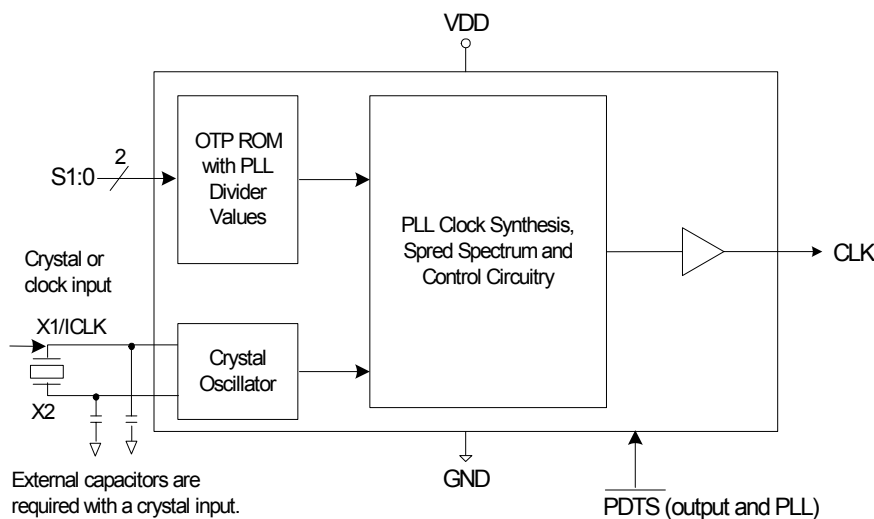 VDD
OTP ROM
with PLL
Divider
Values
2
S1:0
PLL Clock Synthesis,
Spred Spectrum and
Control Circuitry
CLK
Crystal or
clock input
X1/ICLK
Crystal
Oscillator
X2
External capacitors are
required with a crystal input.
GND
PDTS (output and PLL)